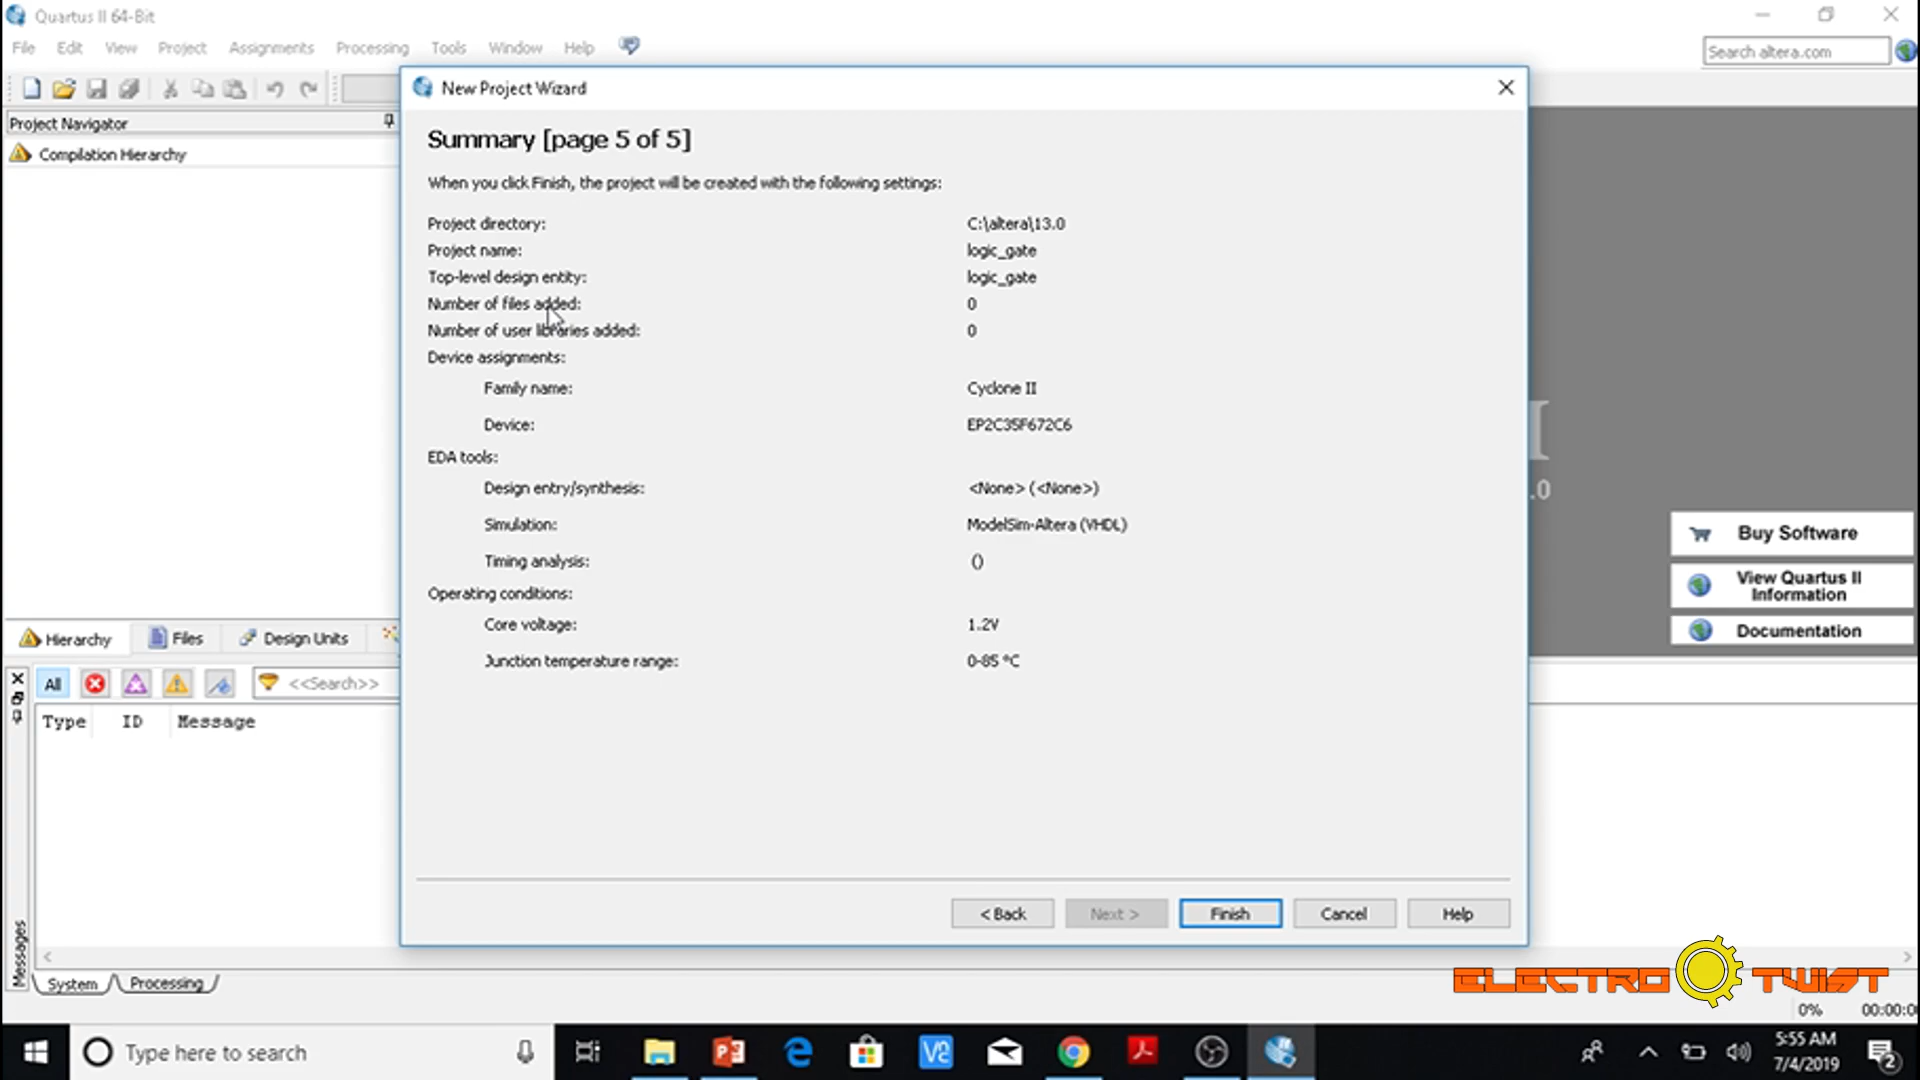 Quartus II 64-Bit
File Edit View Project Assignments Processing Tools Window Help
Search altera.com
New Project Wizard
Project Navigator
Compilation Hierarchy
Summary [page 5 of 5]
When you click Finish, the project will be created with the following settings:
Project directory: C:\altera\13.0
Project name: logic_gate
Top-level design entity: logic_gate
Number of files added: 0
Number of user libraries added: 0
Device assignments:
Family name: Cyclone II
Device: EP2C35F672C6
EDA tools:
Design entry/synthesis: <None> (<None>)
Simulation: ModelSim-Altera (VHDL)
Timing analysis: ()
Operating conditions:
Core voltage: 1.2V
Junction temperature range: 0-85 °C
< Back Next > Finish Cancel Help
I
.0
Buy Software
View Quartus II
Information
Documentation
Hierarchy Files Design Units
All <<Search>>
Type ID Message
Messages
System Processing
ELECTRO TWIST
0% 00:00:0
Type here to search
5:55 AM
7/4/2019
2